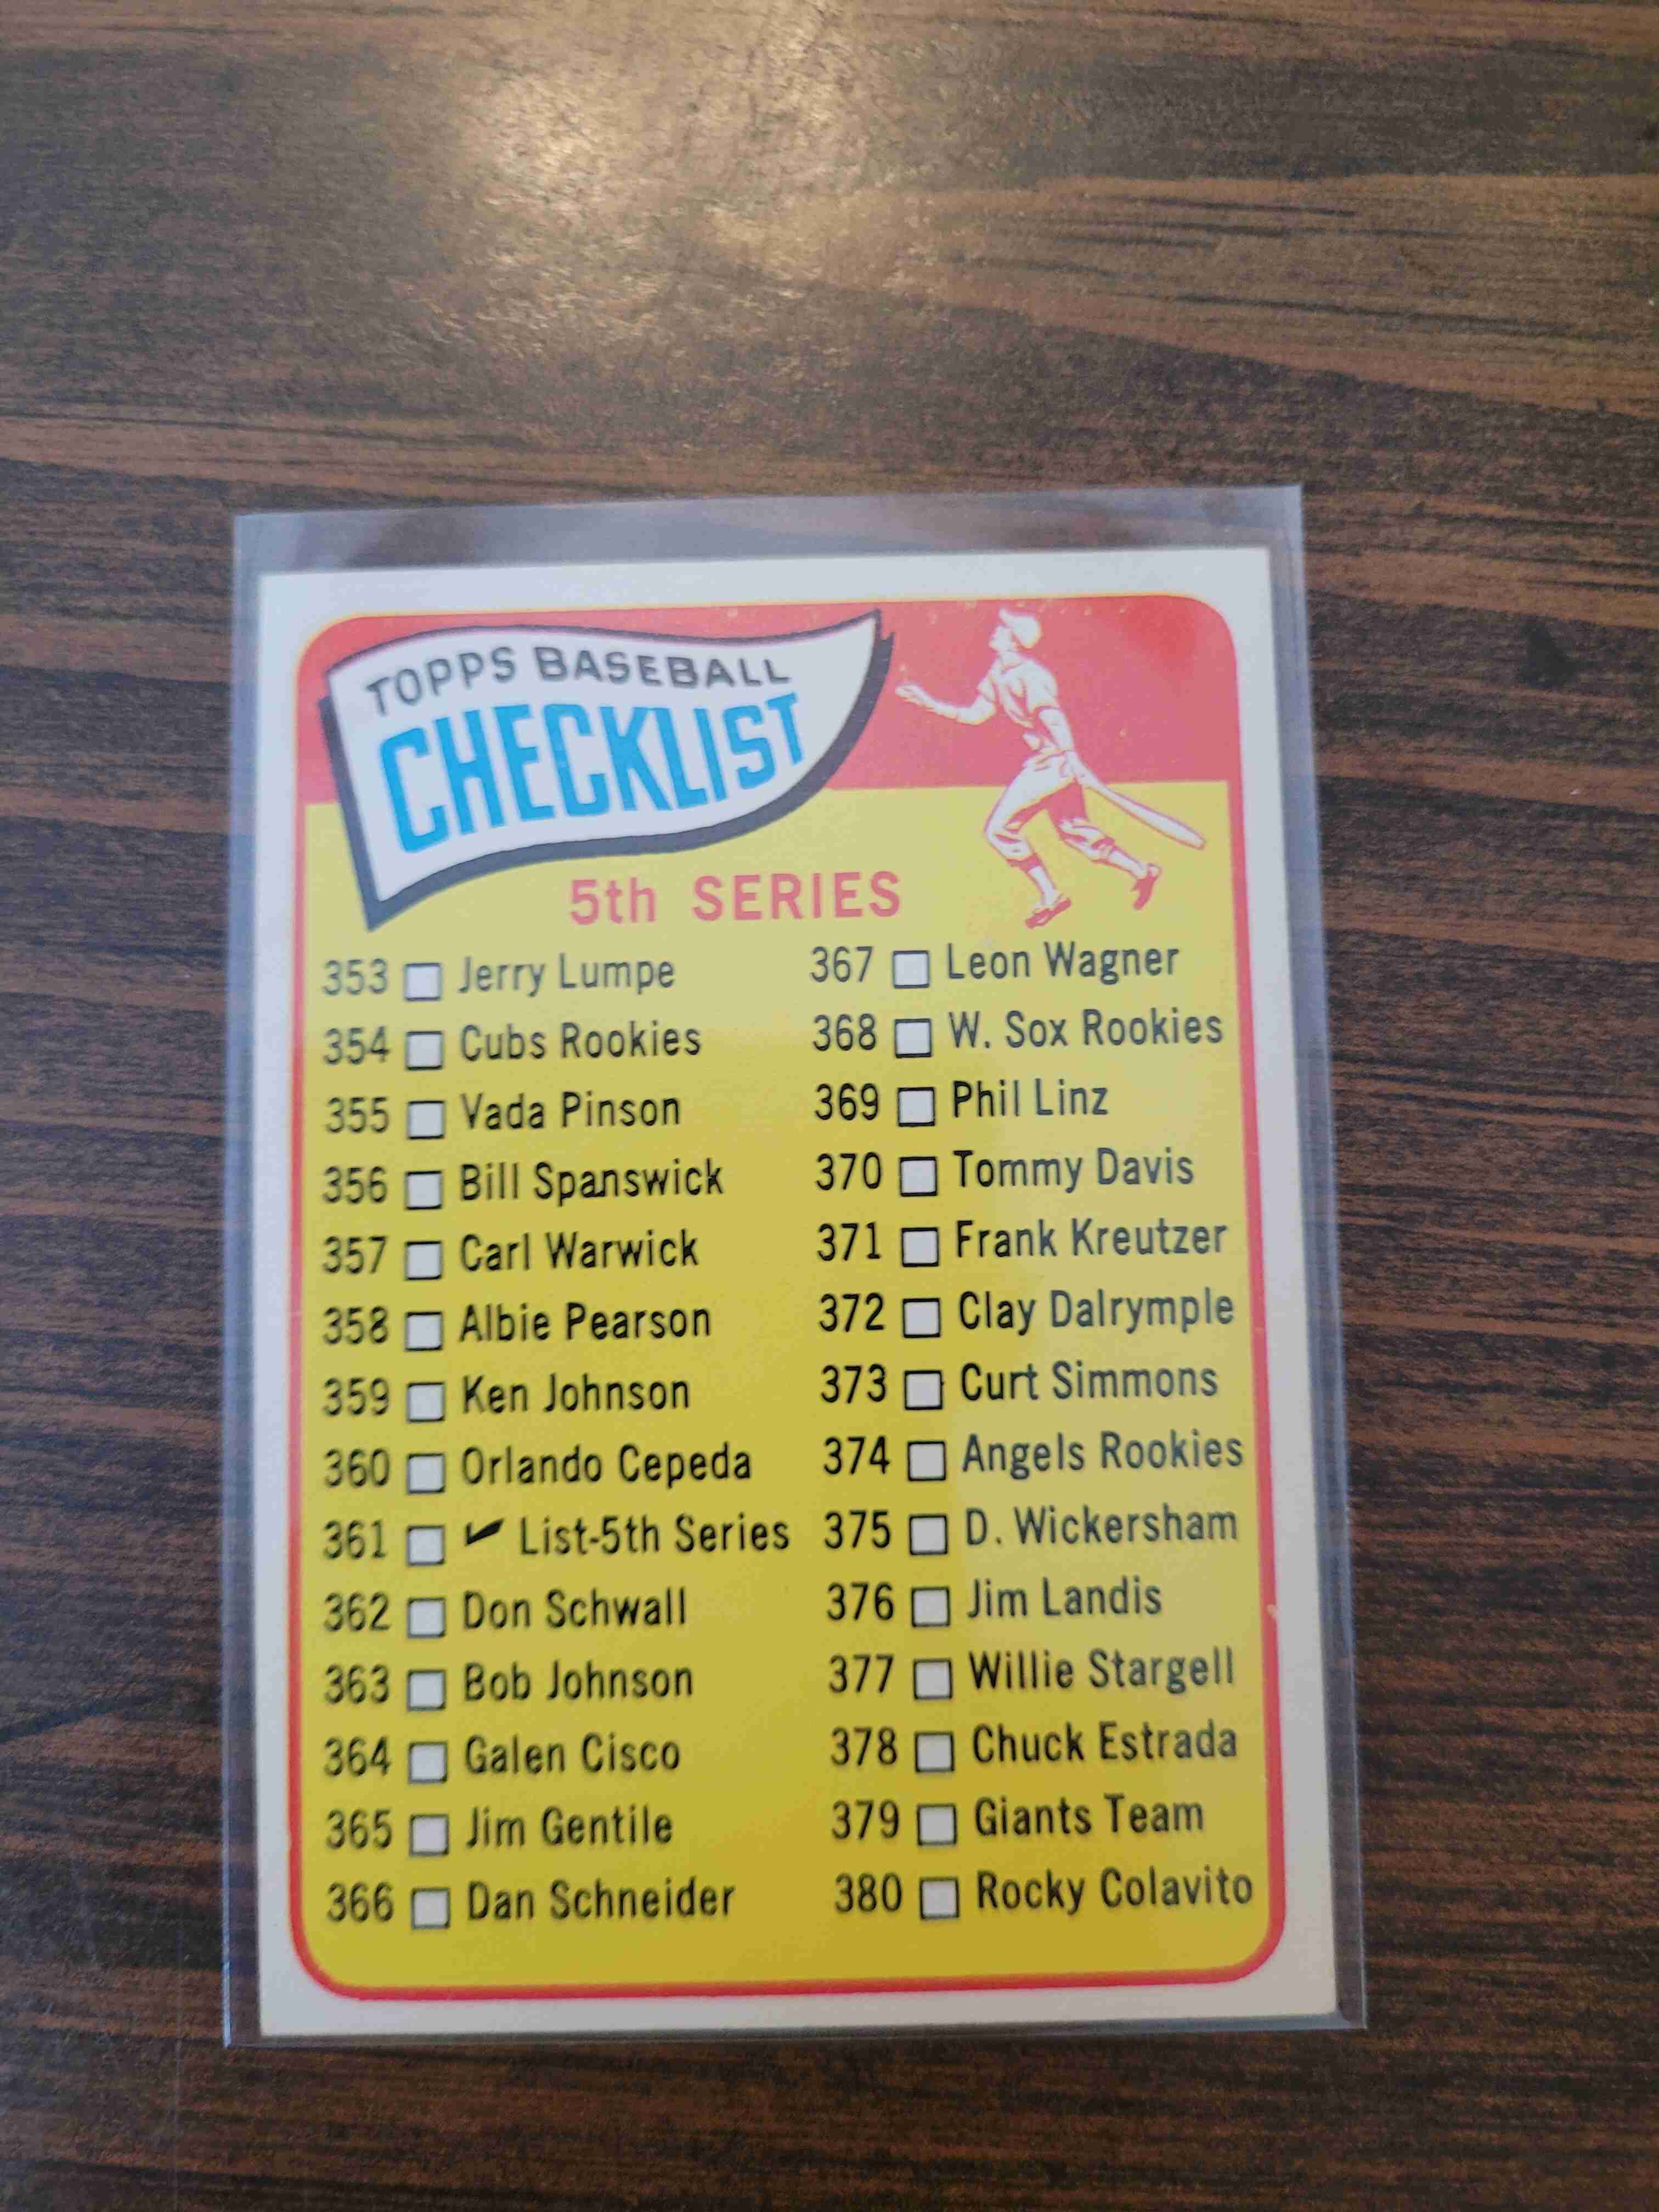 TOPPS BASEBALL
CHECKLIST
5th SERIES
353 Jerry Lumpe
354 Cubs Rookies
355 Vada Pinson
356 Bill Spanswick
357 Carl Warwick
358 Albie Pearson
359 Ken Johnson
360 Orlando Cepeda
361 ✔ List-5th Series
362 Don Schwall
363 Bob Johnson
364 Galen Cisco
365 Jim Gentile
366 Dan Schneider
367 Leon Wagner
368 W. Sox Rookies
369 Phil Linz
370 Tommy Davis
371 Frank Kreutzer
372 Clay Dalrymple
373 Curt Simmons
374 Angels Rookies
375 D. Wickersham
376 Jim Landis
377 Willie Stargell
378 Chuck Estrada
379 Giants Team
380 Rocky Colavito